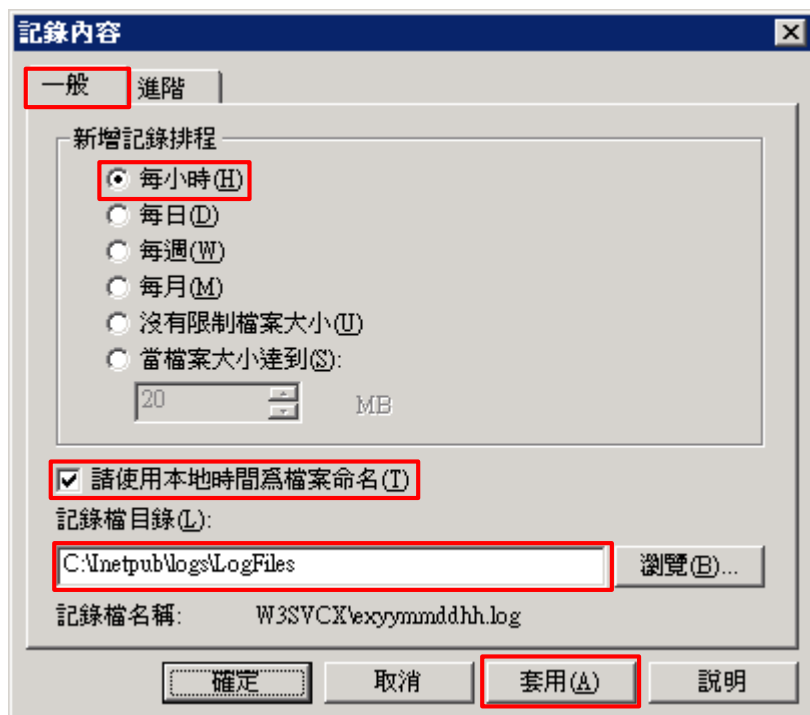 記錄內容
一般 進階
新增記錄排程
每小時(H)
每日(D)
每週(W)
每月(M)
沒有限制檔案大小(U)
當檔案大小達到(S):
20 MB
請使用本地時間為檔案命名(T)
記錄檔目錄(L):
C:\Inetpub\logs\LogFiles 瀏覽(B)...
記錄檔名稱: W3SVCX\exyymmddhh.log
確定 取消 套用(A) 說明